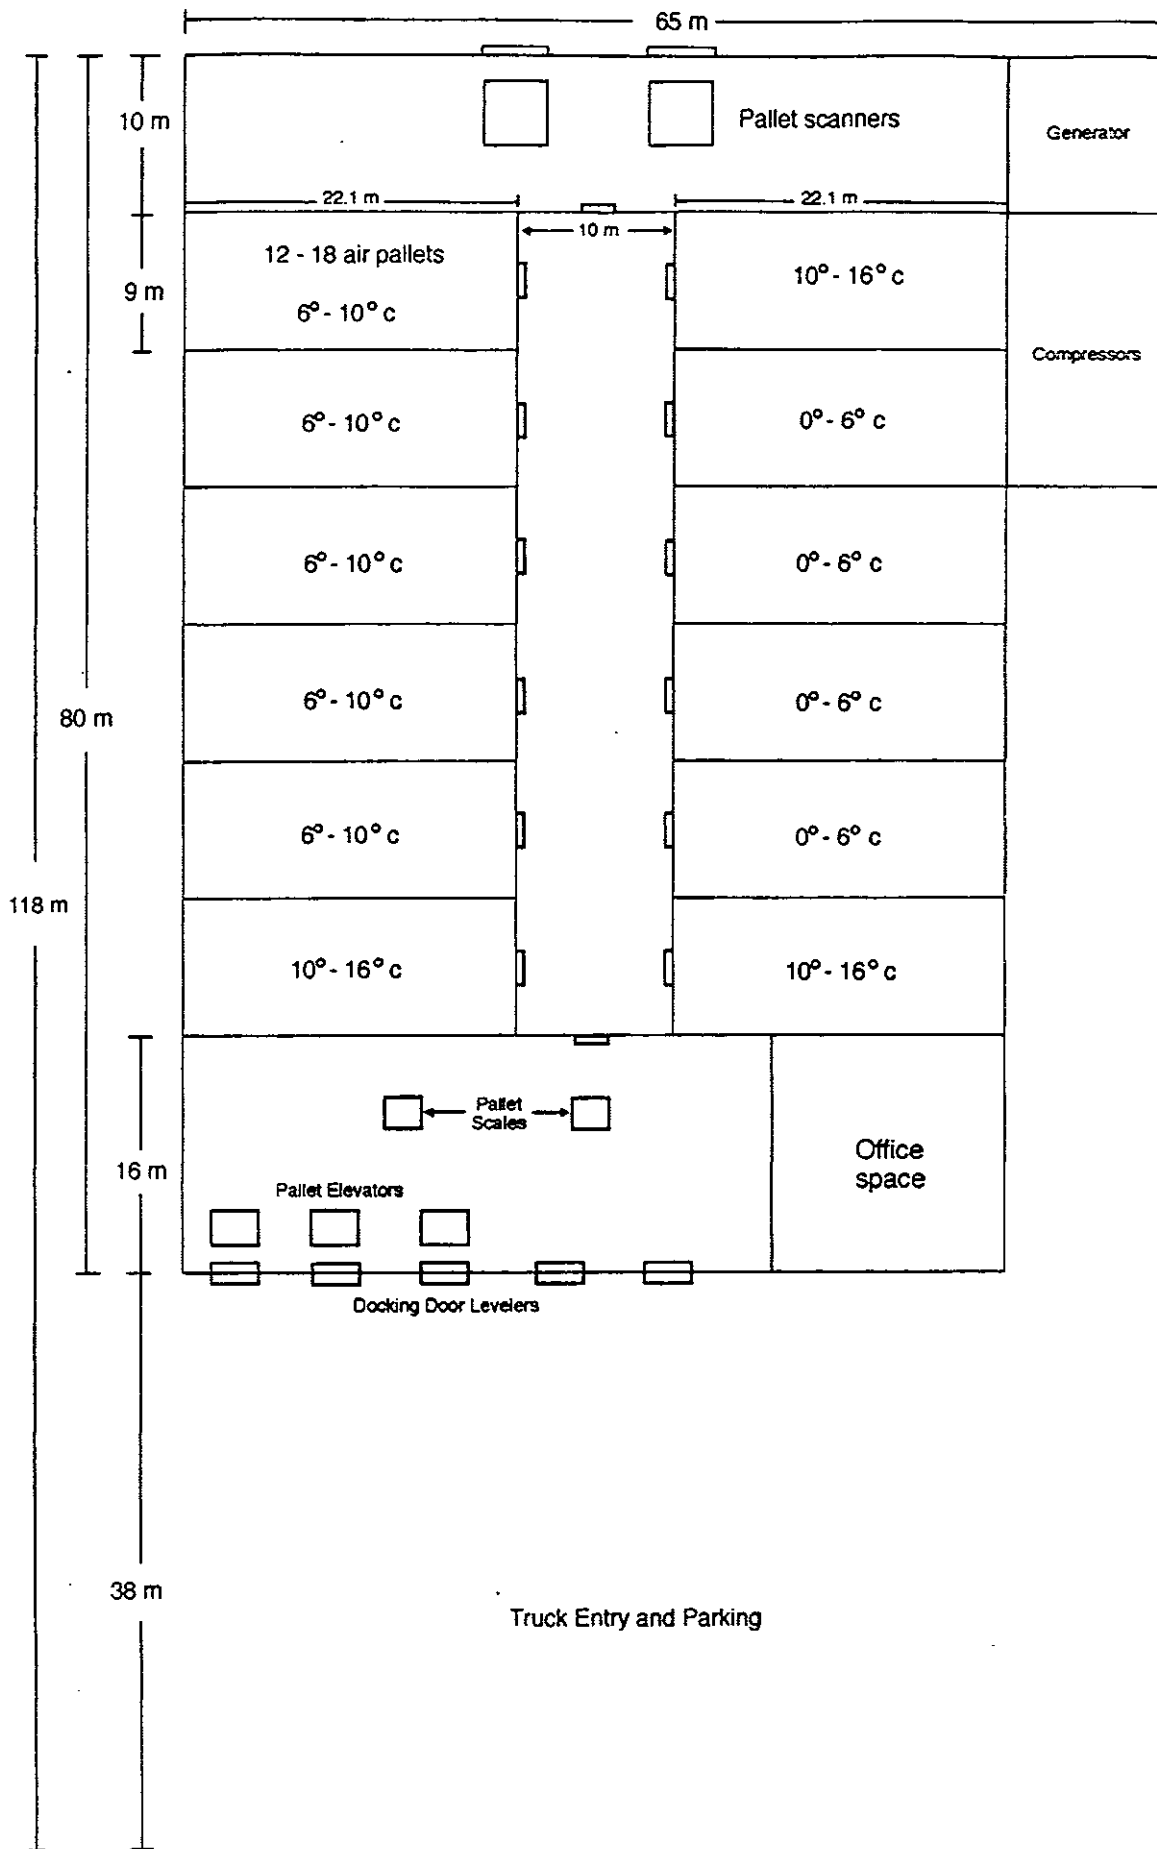 65 m
10 m
Pallet scanners
Generator
22.1 m
22.1 m
10 m
9 m
12 - 18 air pallets
6° - 10° c
10° - 16° c
Compressors
6° - 10° c
0° - 6° c
6° - 10° c
0° - 6° c
6° - 10° c
0° - 6° c
80 m
6° - 10° c
0° - 6° c
118 m
10° - 16° c
10° - 16° c
Pallet
Scales
Office
space
16 m
Pallet Elevators
Docking Door Levelers
38 m
Truck Entry and Parking